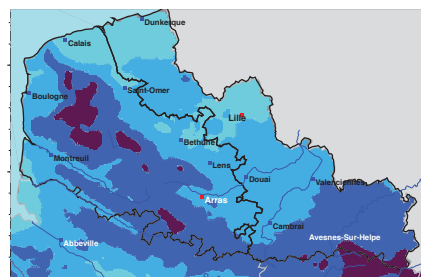 Dunkerque
Calais
Boulogne
Saint-Omer
Lille
Bethune
Montreuil
Lens
Douai
Valenciennes
Arras
Cambrai
Avesnes-Sur-Helpe
Abbeville